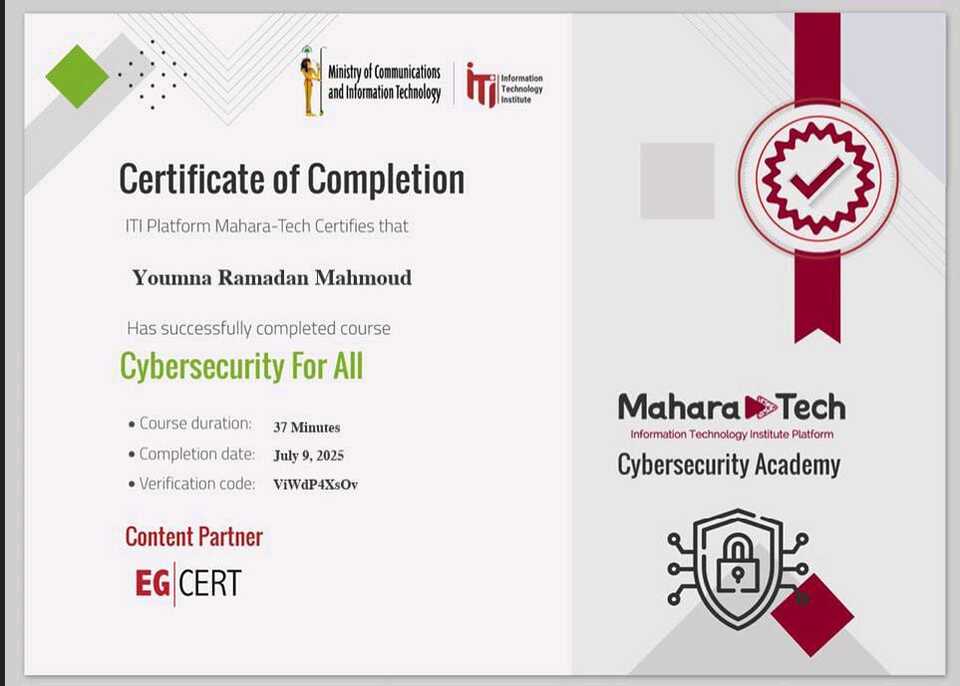 Ministry of Communications
and Information Technology
iTi
Information
Technology
Institute
Certificate of Completion
ITI Platform Mahara-Tech Certifies that
Youmna Ramadan Mahmoud
Has successfully completed course
Cybersecurity For All
• Course duration: 37 Minutes
• Completion date: July 9, 2025
• Verification code: ViWdP4XsOv
Content Partner
EG|CERT
Mahara Tech
Information Technology Institute Platform
Cybersecurity Academy